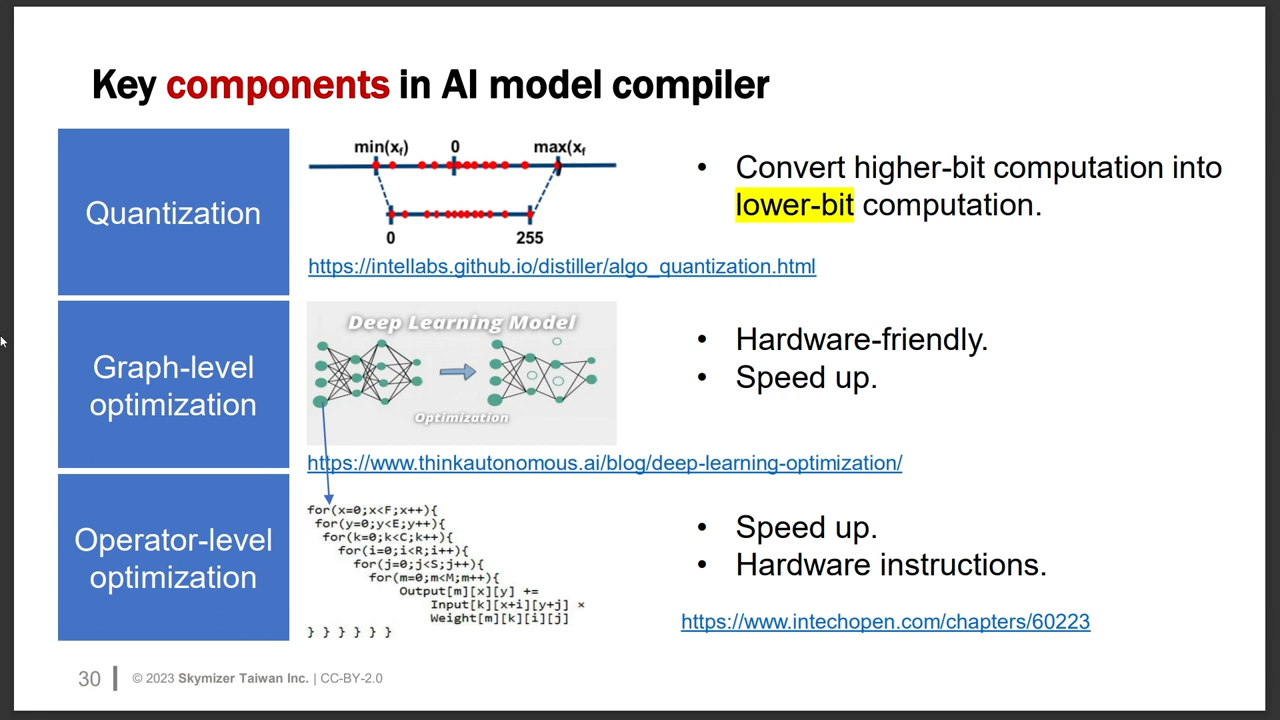 Key components in AI model compiler
Quantization
min(xf) 0 max(xf
0 255
https://intellabs.github.io/distiller/algo_quantization.html
• Convert higher-bit computation into
lower-bit computation.
Graph-level
optimization
Deep Learning Model
Optimization
https://www.thinkautonomous.ai/blog/deep-learning-optimization/
• Hardware-friendly.
• Speed up.
Operator-level
optimization
for(x=0;x<F;x++){
for(y=0;y<E;y++){
for(k=0;k<C;k++){
for(i=0;i<R;i++){
for(j=0;j<S;j++){
for(m=0;m<M;m++){
Output[m][x][y] +=
Input[k][x+i][y+j] ×
Weight[m][k][i][j]
} } } } } }
• Speed up.
• Hardware instructions.
https://www.intechopen.com/chapters/60223
30 | © 2023 Skymizer Taiwan Inc. | CC-BY-2.0